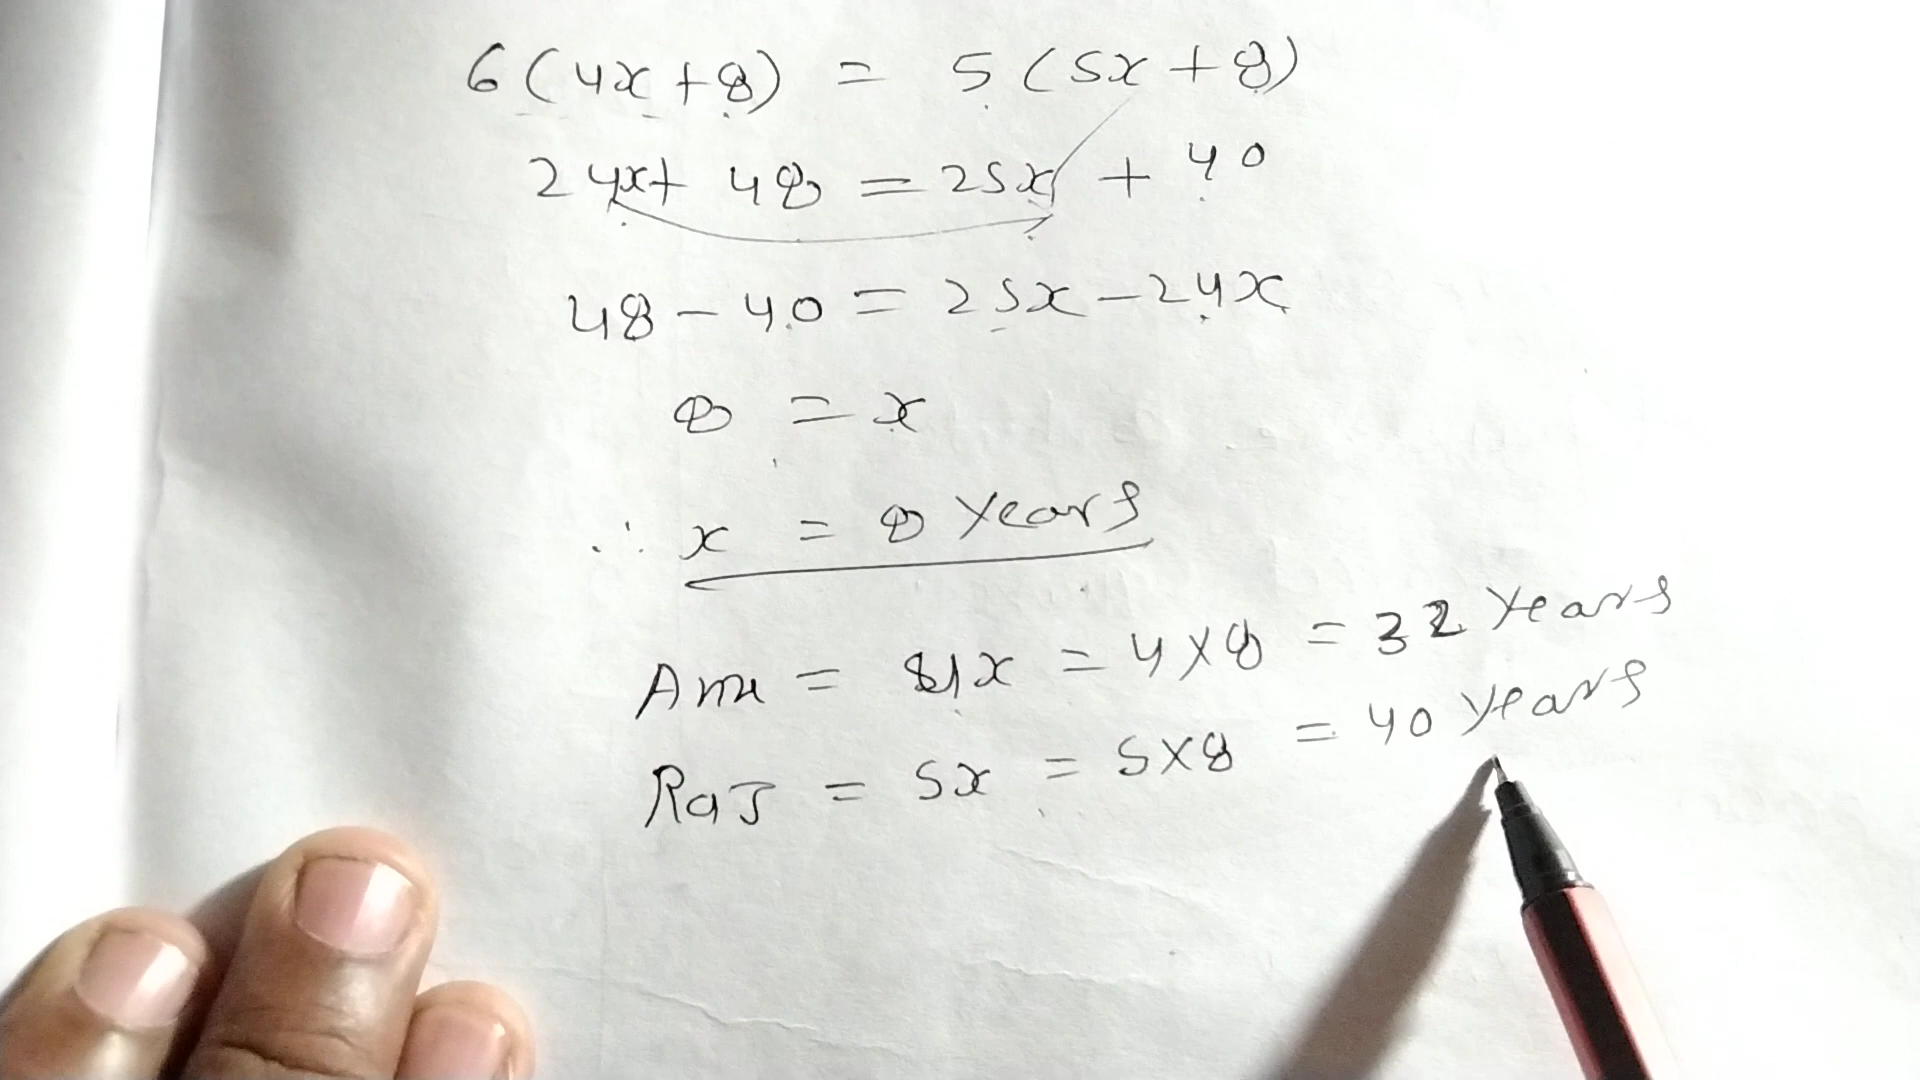 6(4x+8) = 5(5x+8)
24x+ 48 = 25x + 40
48 - 40 = 25x - 24x
8 = x
∴ x = 8 years
= 4x = 4×8 = 32 years
Raj = 5x = 5×8 = 40 years